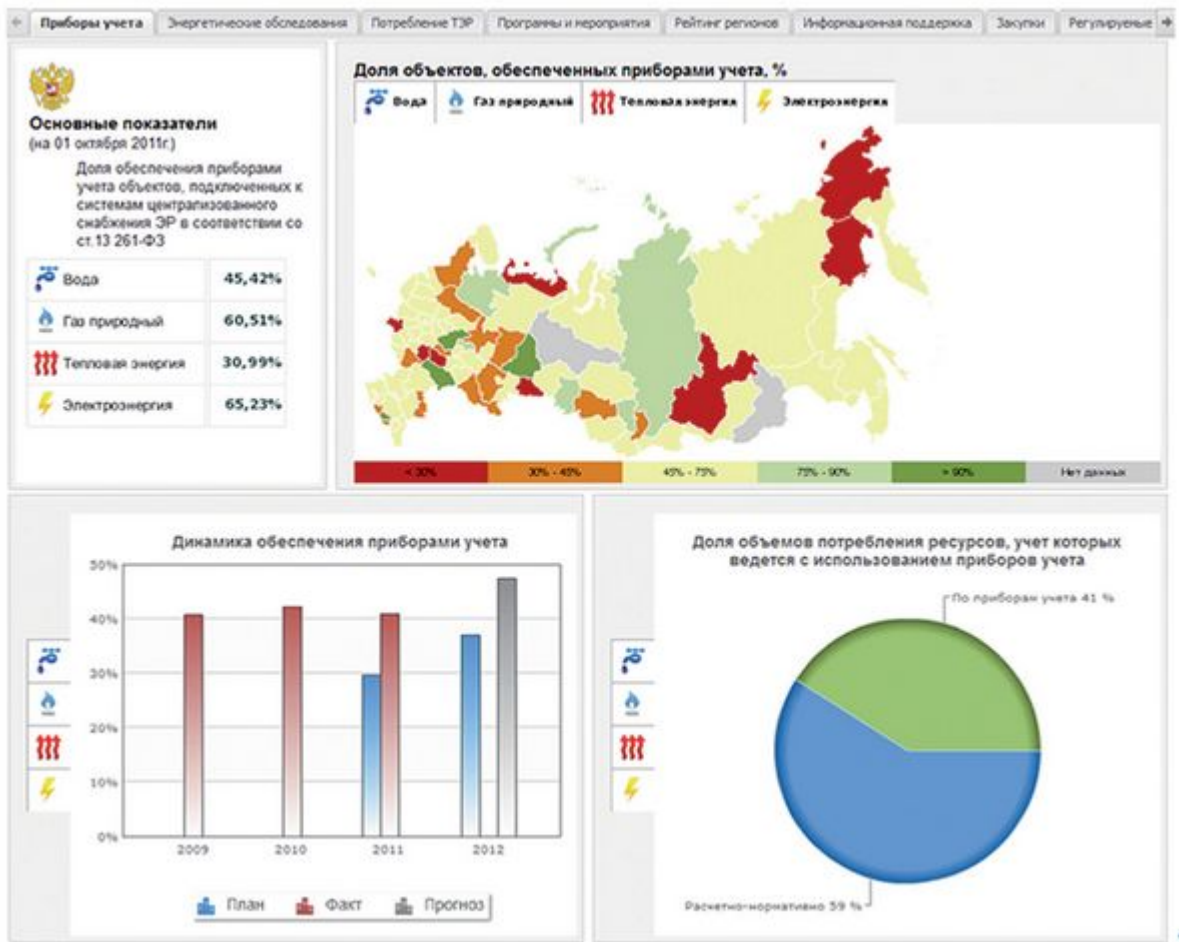 Приборы учета
Энергетические обследования
Потребление ТЭР
Программы и мероприятия
Рейтинг регионов
Информационная поддержка
Закупки
Регулируемые
Основные показатели
(на 01 октября 2011г.)
Доля обеспечения приборами
учета объектов, подключенных к
системам централизованного
снабжения ЭР в соответствии со
ст.13 261-ФЗ
Вода 45,42%
Газ природный 60,51%
Тепловая энергия 30,99%
Электроэнергия 65,23%
Доля объектов, обеспеченных приборами учета, %
Вода
Газ природный
Тепловая энергия
Электроэнергия
< 30%
30% - 45%
45% - 75%
75% - 90%
> 90%
Нет данных
Динамика обеспечения приборами учета
50%
40%
30%
20%
10%
0%
2009 2010 2011 2012
План Факт Прогноз
Доля объемов потребления ресурсов, учет которых
ведется с использованием приборов учета
По приборам учета 41 %
Расчетно-нормативно 59 %